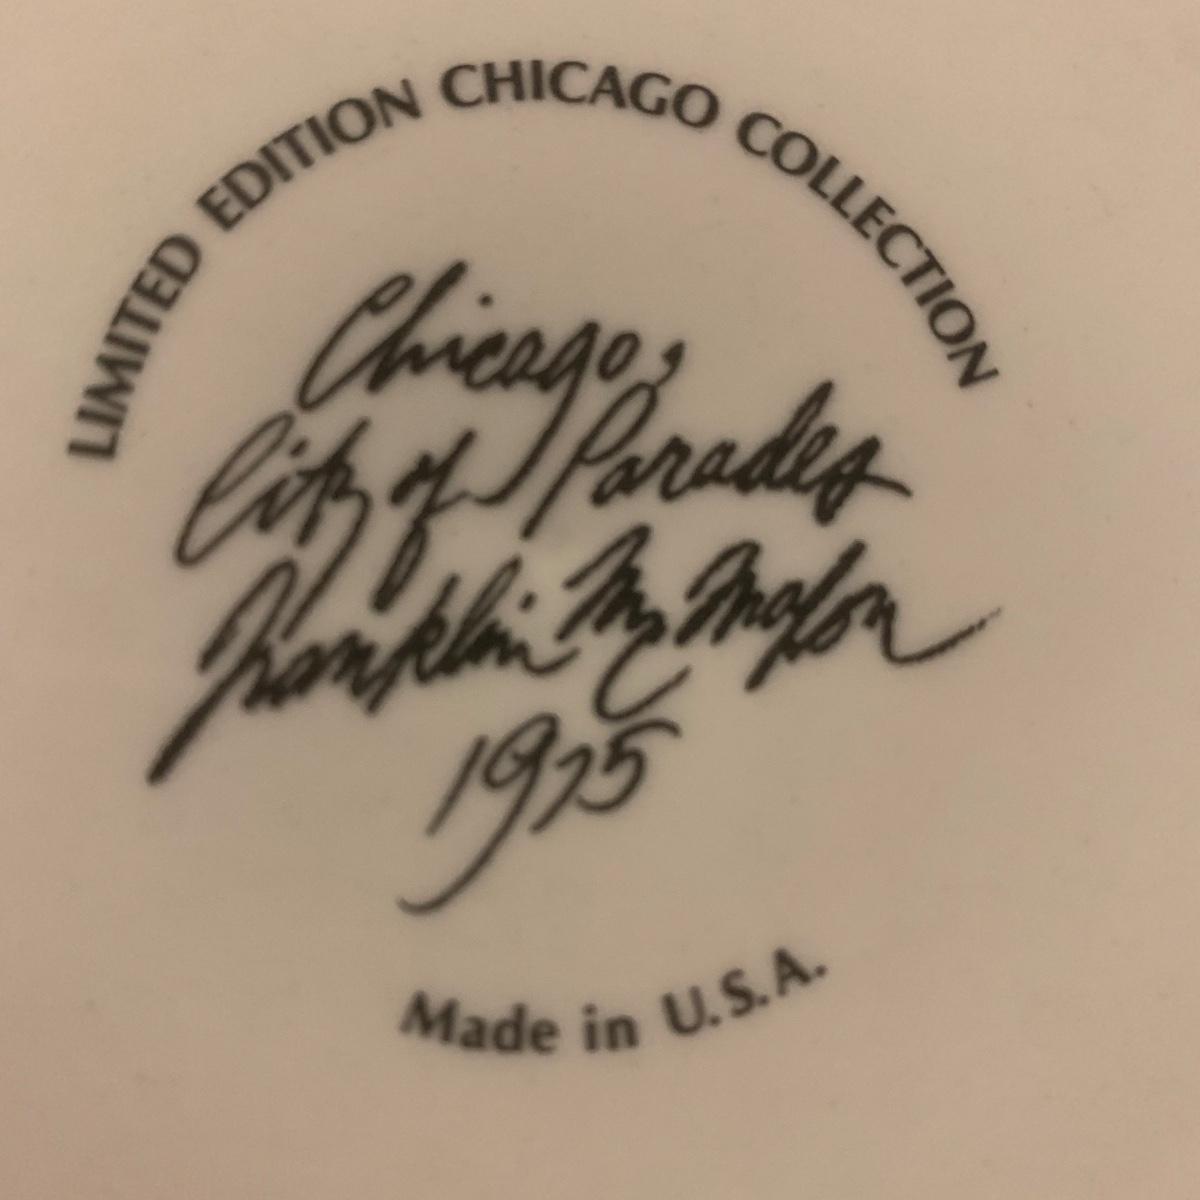 LIMITED EDITION CHICAGO COLLECTION
Chicago,
City of Parades
Franklin McMahon
1975
Made in U.S.A.